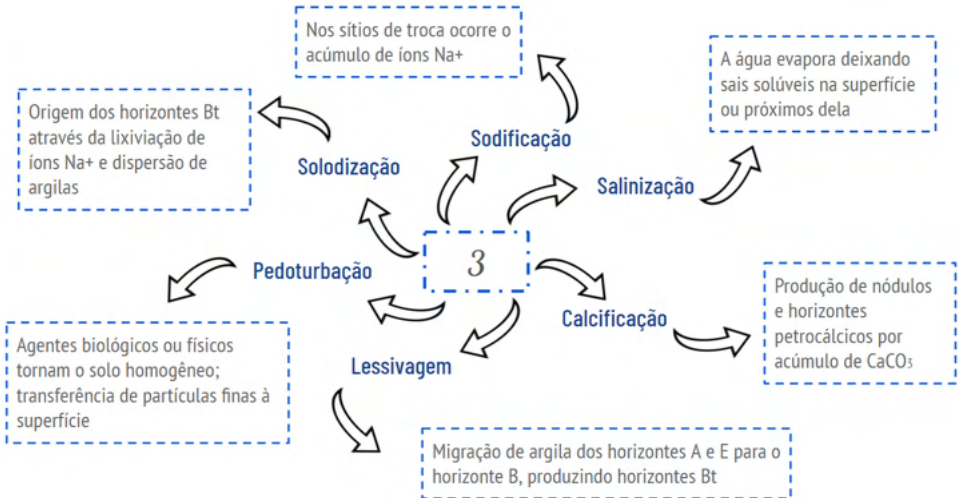 Nos sítios de troca ocorre o
acúmulo de íons Na+
A água evapora deixando
sais solúveis na superfície
ou próximos dela
Origem dos horizontes Bt
através da lixiviação de
íons Na+ e dispersão de
argilas
Sodificação
Solodização
Salinização
3
Pedoturbação
Calcificação
Produção de nódulos
e horizontes
petrocálcicos por
acúmulo de CaCO₃
Agentes biológicos ou físicos
tornam o solo homogêneo;
transferência de partículas finas à
superfície
Lessivagem
Migração de argila dos horizontes A e E para o
horizonte B, produzindo horizontes Bt